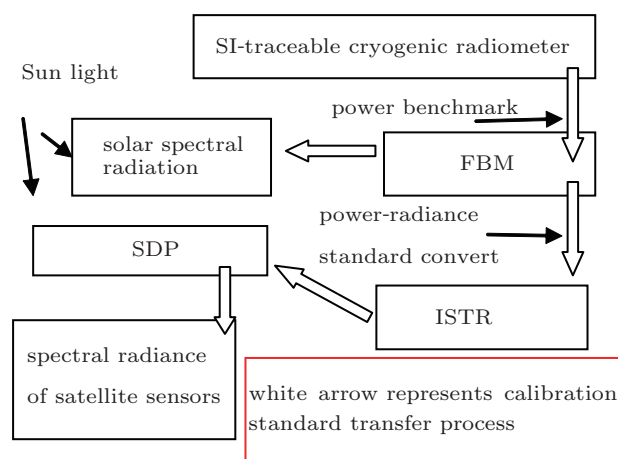 SI-traceable cryogenic radiometer
Sun light
power benchmark
solar spectral
radiation
FBM
power-radiance
SDP
standard convert
ISTR
spectral radiance
of satellite sensors
white arrow represents calibration
standard transfer process